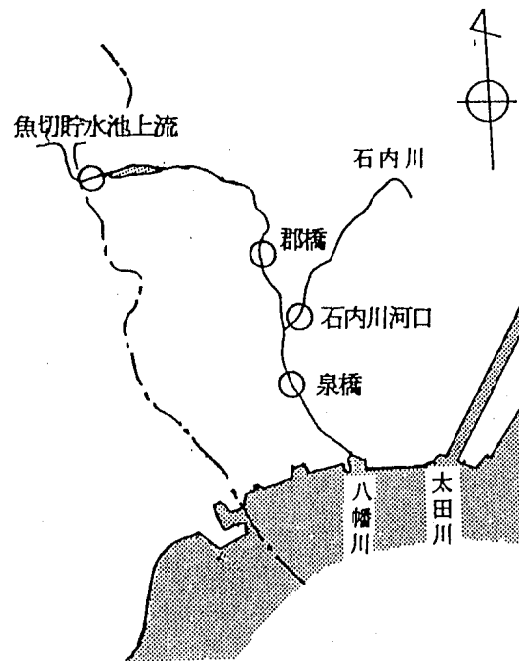 魚切貯水池上流
石内川
郡橋
石内川河口
泉橋
八幡川
太田川